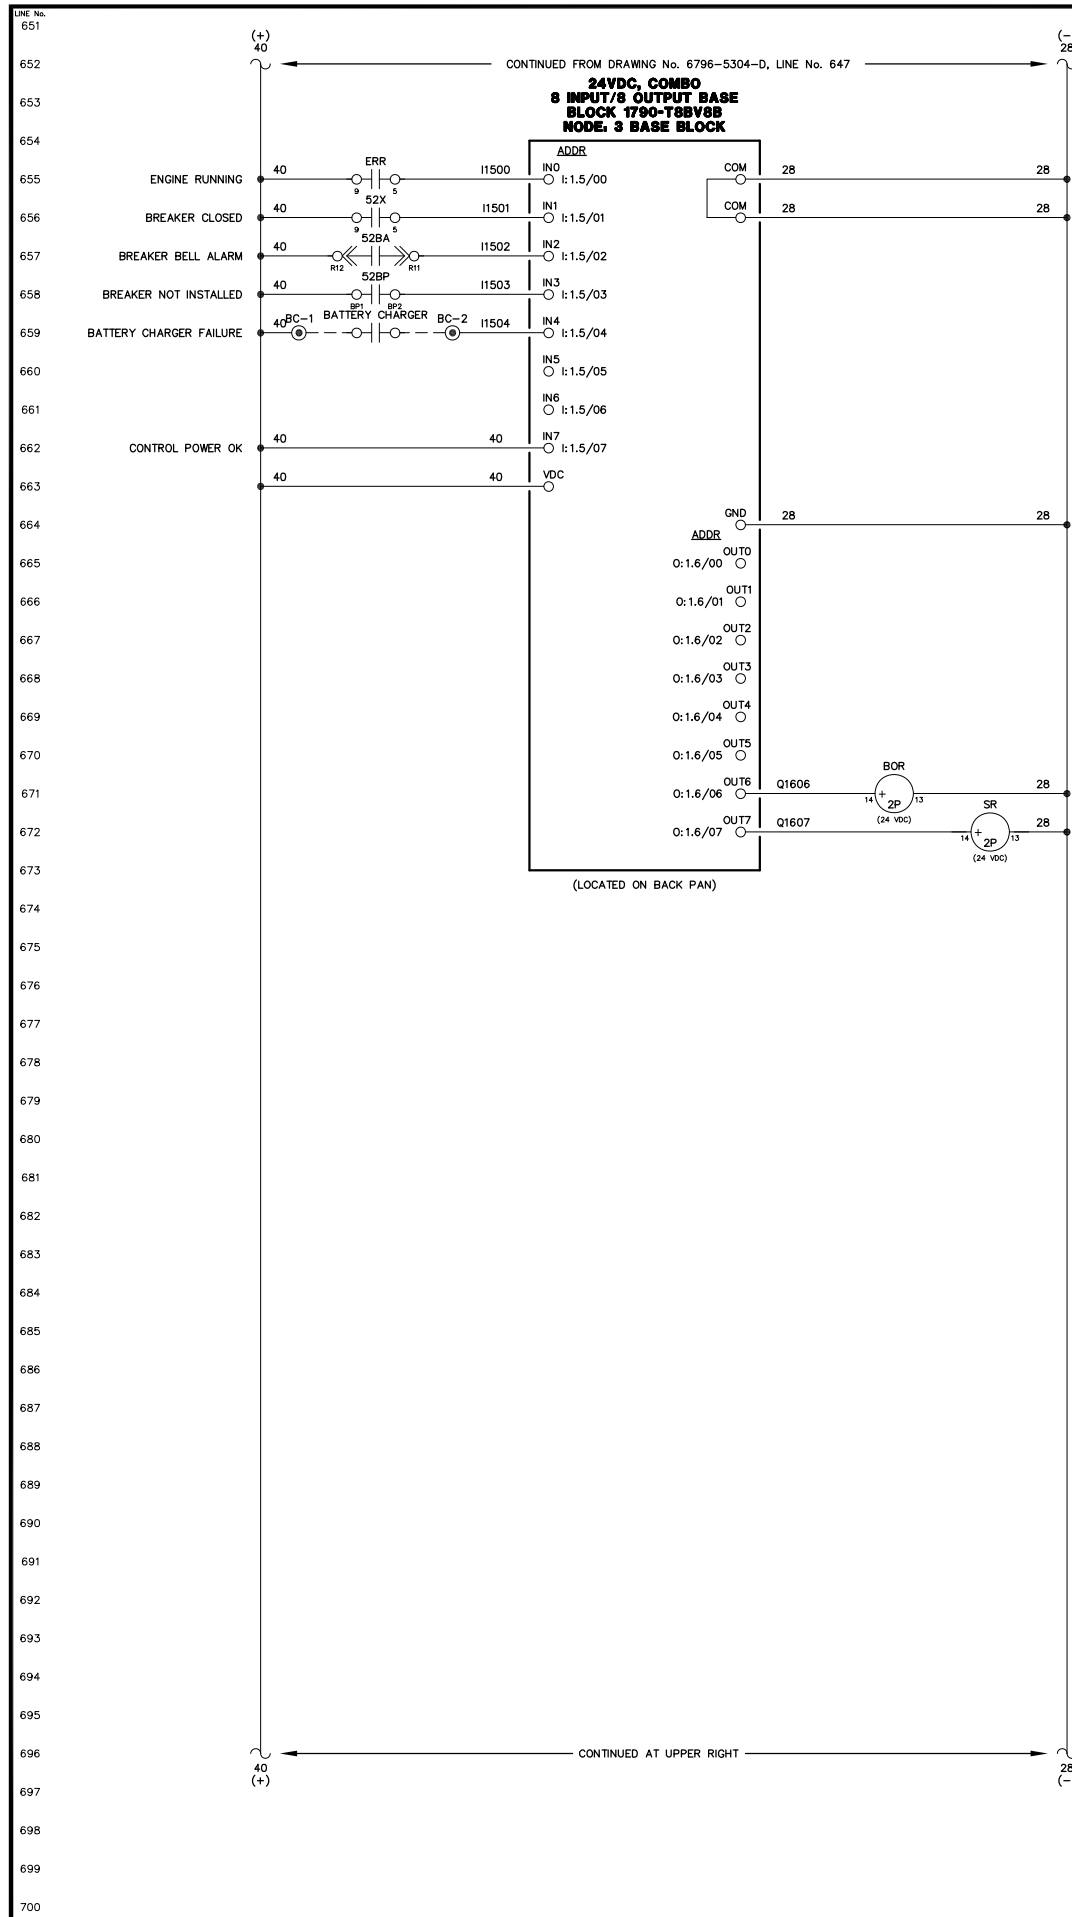 LINE No.
651
(+)
40
(-
28
652
CONTINUED FROM DRAWING No. 6796-5304-D, LINE No. 647
24VDC, COMBO
653
8 INPUT/8 OUTPUT BASE
BLOCK 1790-T8BV8B
NODE: 3 BASE BLOCK
654
ADDR
655 ENGINE RUNNING 40 ERR 9 5 I1500 IN0 I:1.5/00 COM 28 28
656 BREAKER CLOSED 40 52X 9 5 I1501 IN1 I:1.5/01 COM 28 28
657 BREAKER BELL ALARM 40 52BA R12 R11 I1502 IN2 I:1.5/02
658 BREAKER NOT INSTALLED 40 52BP BP1 BP2 I1503 IN3 I:1.5/03
659 BATTERY CHARGER FAILURE 40 BC-1 BATTERY CHARGER BC-2 I1504 IN4 I:1.5/04
660 IN5 I:1.5/05
661 IN6 I:1.5/06
662 CONTROL POWER OK 40 40 IN7 I:1.5/07
663 40 40 VDC
664 GND 28 28
ADDR
665 O:1.6/00 OUT0
666 O:1.6/01 OUT1
667 O:1.6/02 OUT2
668 O:1.6/03 OUT3
669 O:1.6/04 OUT4
670 O:1.6/05 OUT5
671 O:1.6/06 OUT6 Q1606 BOR 14 + 2P 13 (24 VDC) 28
672 O:1.6/07 OUT7 Q1607 SR 14 + 2P 13 (24 VDC) 28
673
(LOCATED ON BACK PAN)
674
675
676
677
678
679
680
681
682
683
684
685
686
687
688
689
690
691
692
693
694
695
696
CONTINUED AT UPPER RIGHT
40
(+)
28
(-
697
698
699
700